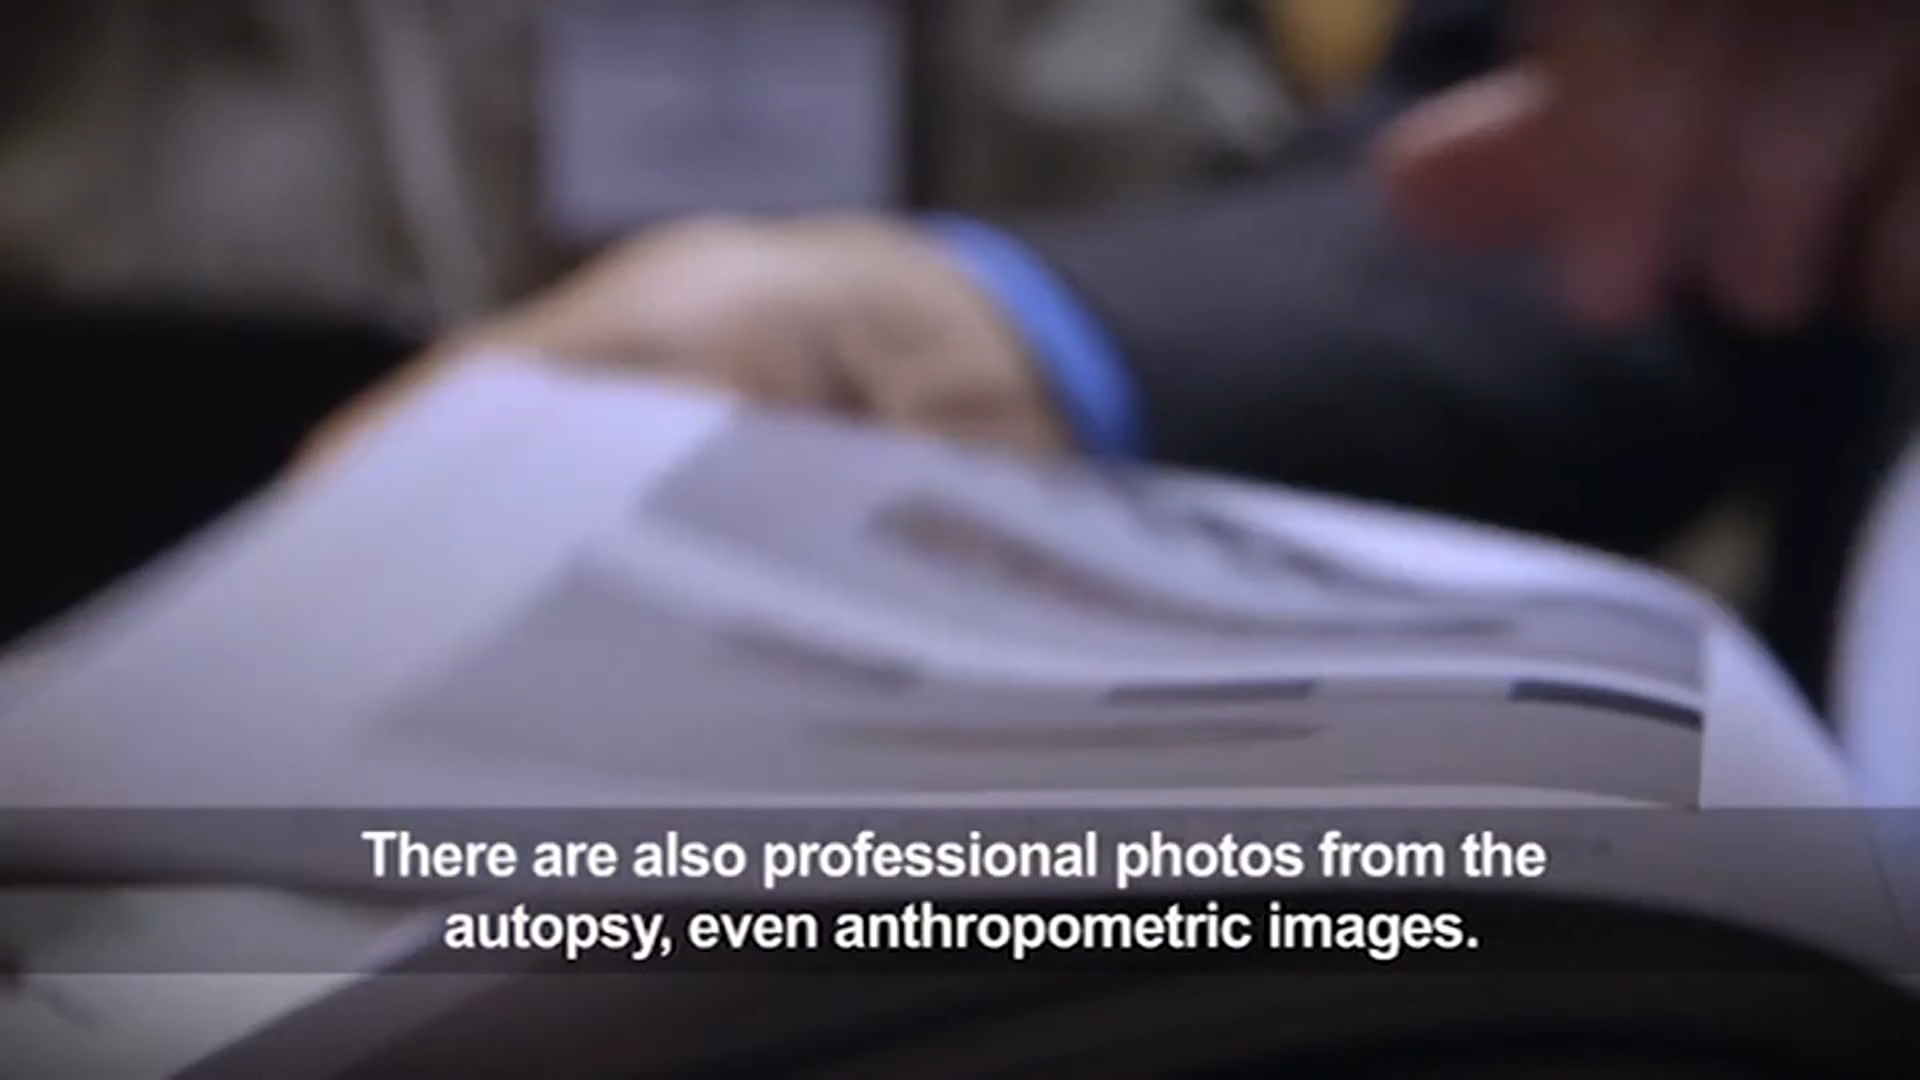 There are also professional photos from the
autopsy, even anthropometric images.